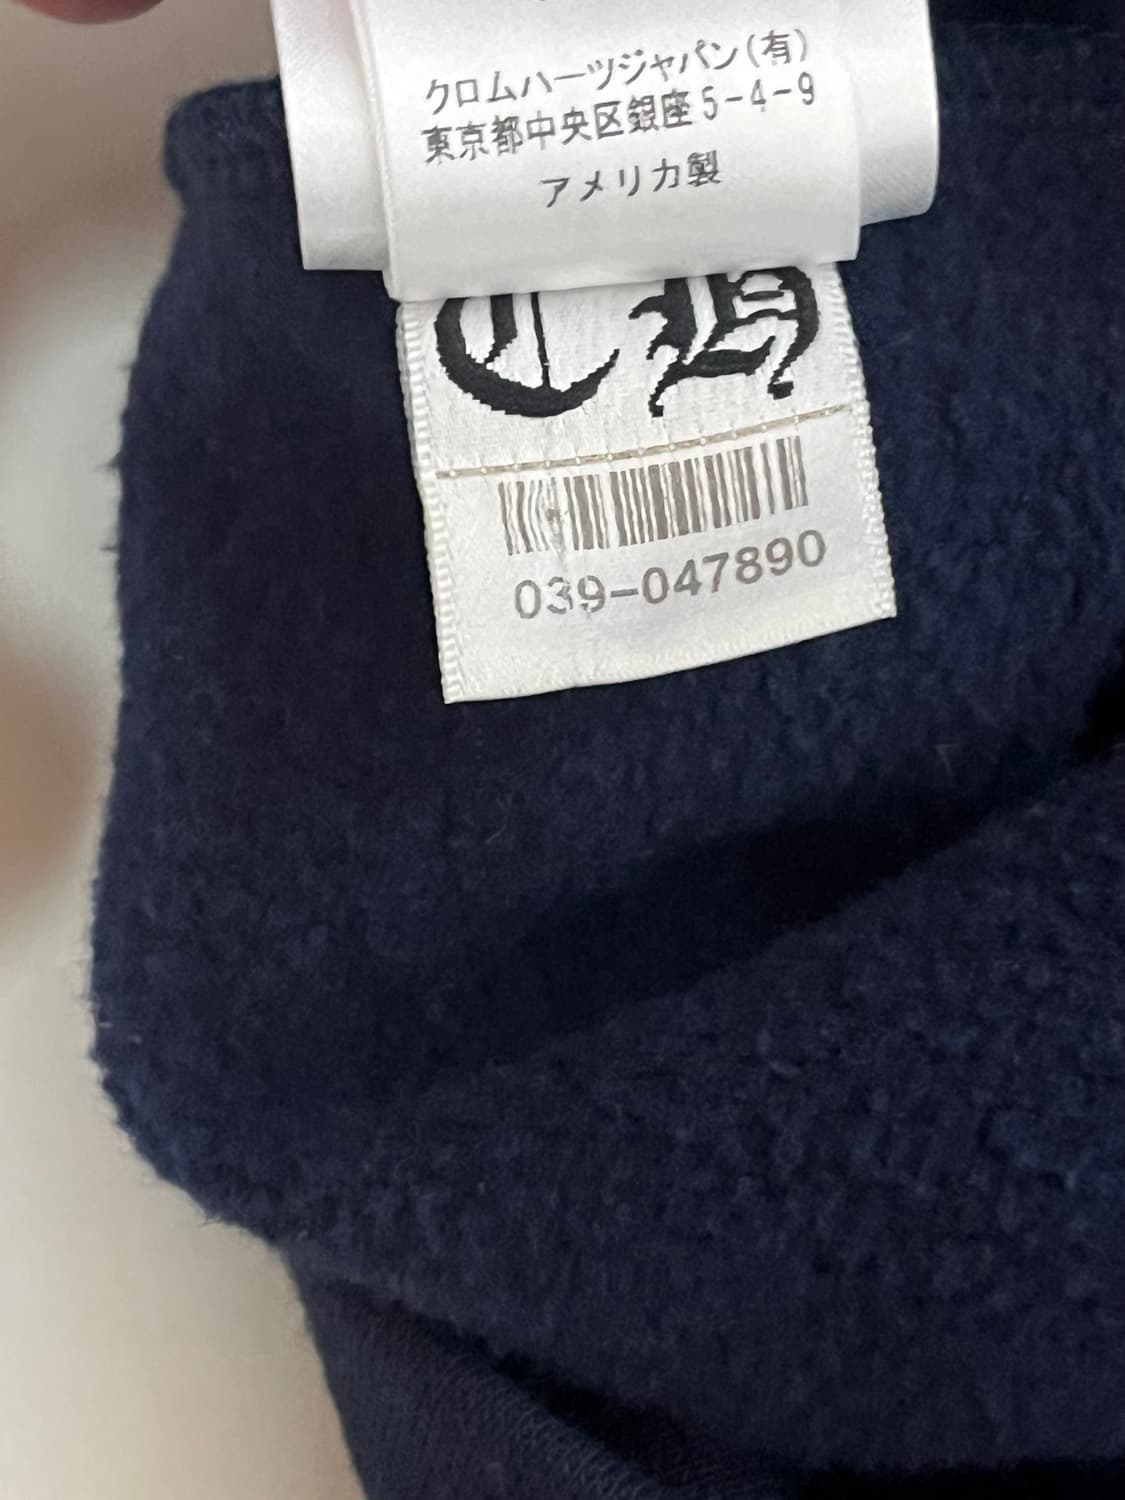 クロムハーツジャパン(有)
東京都中央区銀座5-4-9
アメリカ製
CH
039-047890